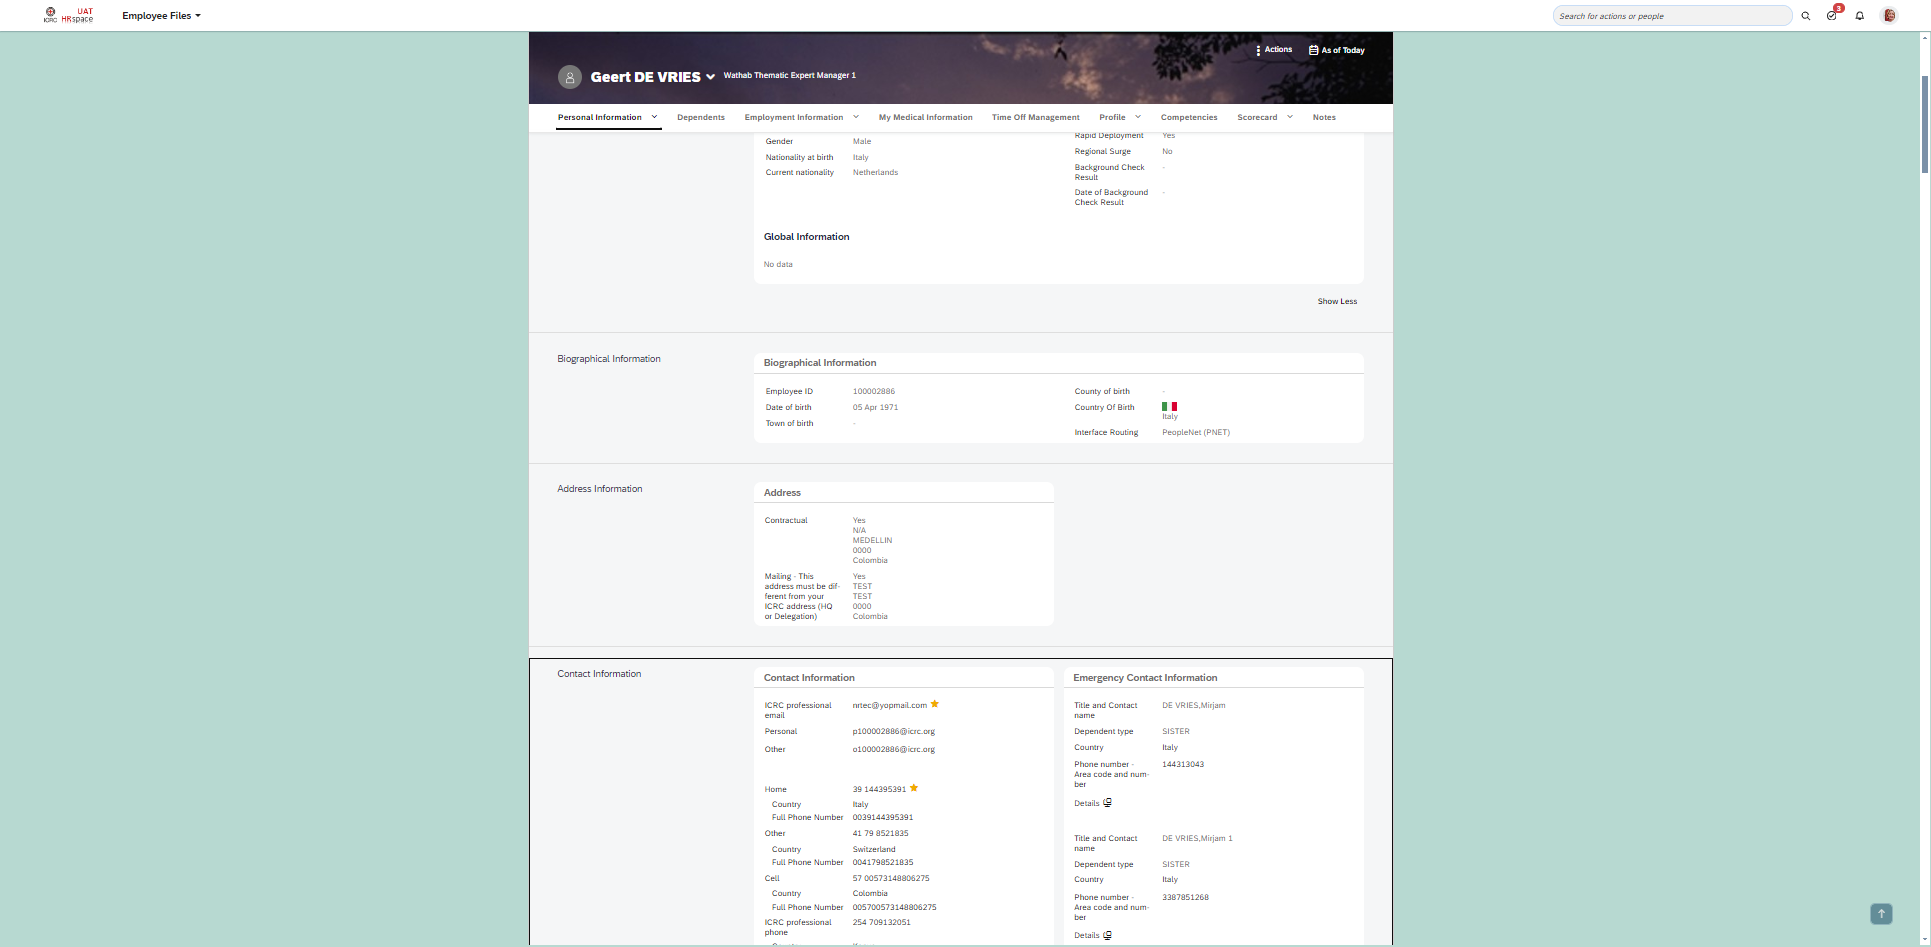 ICRC
UAT
HRspace
Employee Files
Search for actions or people
3
Actions
As of Today
Geert DE VRIES
Wathab Thematic Expert Manager 1
Personal Information
Dependents
Employment Information
My Medical Information
Time Off Management
Profile
Competencies
Scorecard
Notes
Gender Male
Nationality at birth Italy
Current nationality Netherlands
Rapid Deployment Yes
Regional Surge No
Background Check -
Result
Date of Background -
Check Result
Global Information
No data
Show Less
Biographical Information
Biographical Information
Employee ID 100002886
Date of birth 05 Apr 1971
Town of birth -
County of birth -
Country Of Birth
Italy
Interface Routing PeopleNet (PNET)
Address Information
Address
Contractual Yes
N/A
MEDELLIN
0000
Colombia
Mailing - This Yes
address must be dif- TEST
ferent from your TEST
ICRC address (HQ 0000
or Delegation) Colombia
Contact Information
Contact Information
ICRC professional nrtec@yopmail.com
email
Personal p100002886@icrc.org
Other o100002886@icrc.org
Home 39 144395391
Country Italy
Full Phone Number 0039144395391
Other 41 79 8521835
Country Switzerland
Full Phone Number 0041798521835
Cell 57 00573148806275
Country Colombia
Full Phone Number 005700573148806275
ICRC professional 254 709132051
phone
Emergency Contact Information
Title and Contact DE VRIES,Mirjam
name
Dependent type SISTER
Country Italy
Phone number - 144313043
Area code and num-
ber
Details
Title and Contact DE VRIES,Mirjam 1
name
Dependent type SISTER
Country Italy
Phone number - 3387851268
Area code and num-
ber
Details